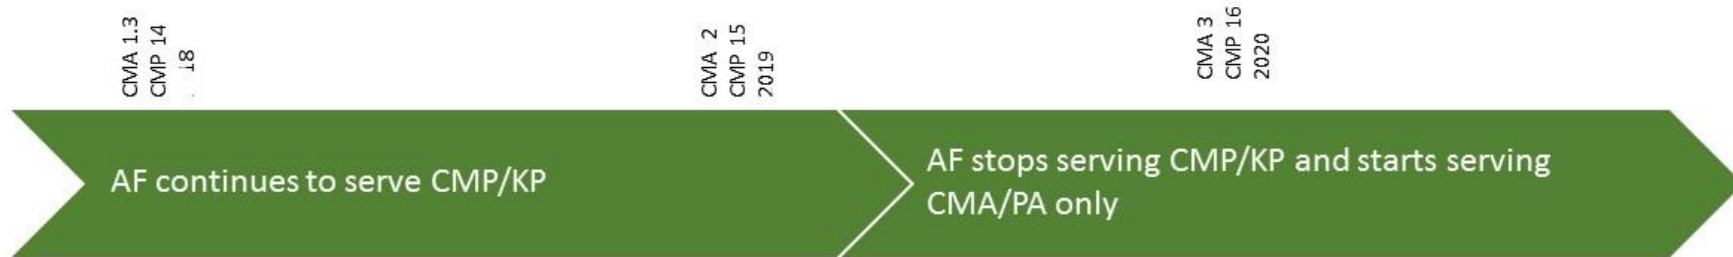 CMA 1.3
CMP 14
18
CMA 2
CMP 15
2019
CMA 3
CMP 16
2020
AF continues to serve CMP/KP
AF stops serving CMP/KP and starts serving
CMA/PA only